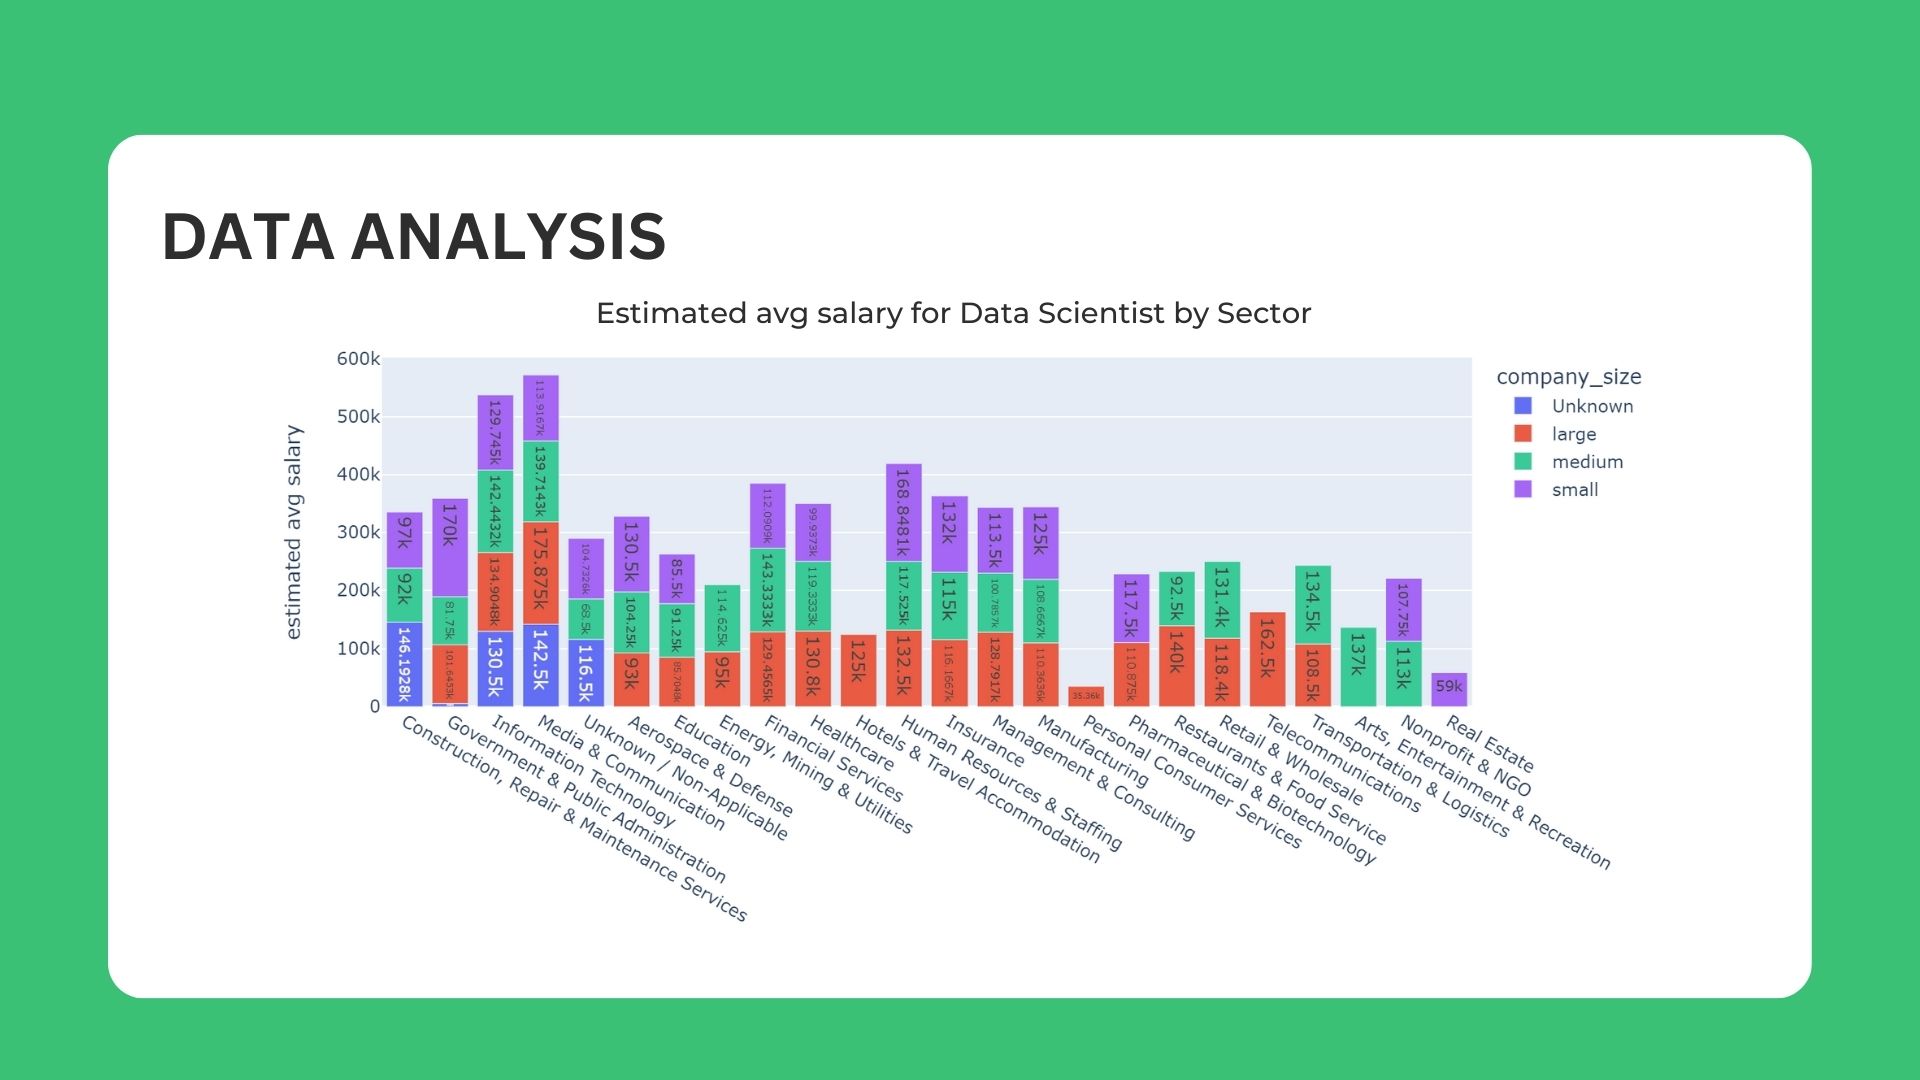 DATA ANALYSIS
Estimated avg salary for Data Scientist by Sector
estimated avg salary
600k
500k
400k
300k
200k
100k
0
97k
92k
146.1928k
170k
81.75k
101.6453k
129.745k
142.4432k
134.9048k
130.5k
113.9167k
139.7143k
175.875k
142.5k
104.7326k
68.5k
116.5k
130.5k
104.25k
93k
85.5k
91.25k
85.7048k
114.625k
95k
112.0909k
143.3333k
129.4565k
99.9373k
119.3333k
130.8k
125k
168.8481k
117.525k
132.5k
132k
115k
116.1667k
113.5k
100.7857k
128.7917k
125k
108.6667k
110.3636k
35.36k
117.5k
110.875k
92.5k
140k
131.4k
118.4k
162.5k
134.5k
108.5k
137k
107.75k
113k
59k
Construction, Repair & Maintenance Services
Government & Public Administration
Information Technology
Media & Communication
Unknown / Non-Applicable
Aerospace & Defense
Education
Energy, Mining & Utilities
Financial Services
Healthcare
Hotels & Travel Accommodation
Human Resources & Staffing
Insurance
Management & Consulting
Manufacturing
Personal Consumer Services
Pharmaceutical & Biotechnology
Restaurants & Food Service
Retail & Wholesale
Telecommunications
Transportation & Logistics
Arts, Entertainment & Recreation
Nonprofit & NGO
Real Estate
company_size
Unknown
large
medium
small